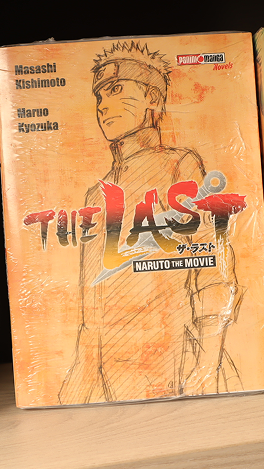 Masashi
Kishimoto
Maruo
Kyozuka
PANINI MANGA
Novels
THE LAST
ザ・ラスト
NARUTO THE MOVIE